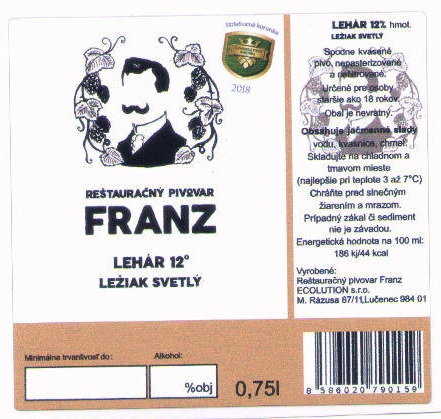 Strieborná korunka
2018
REŠTAURAČNÝ PIVOVAR
FRANZ
LEHÁR 12°
LEŽIAK SVETLÝ
Minimálna trvanlivosť do:
Alkohol:
%obj
0,75l
LEHÁR 12% hmot.
LEŽIAK SVETLÝ
Spodne kvasené
pivo, nepasterizované
a nefiltrované.
Určené pre osoby
staršie ako 18 rokov.
Obal je nevratný.
Obsahuje jačmenné slady
vodu, kvasnice, chmeľ.
Skladujte na chladnom a
tmavom mieste
(najlepšie pri teplote 3 až 7°C)
Chráňte pred slnečným
žiarením a mrazom.
Prípadný zákal či sediment
nie je závadou.
Energetická hodnota na 100 ml:
186 kj/44 kcal
Vyrobené:
Reštauračný pivovar Franz
ECOLUTION s.r.o.
M. Rázusa 67/11,Lučenec 984 01
8 586020 790159